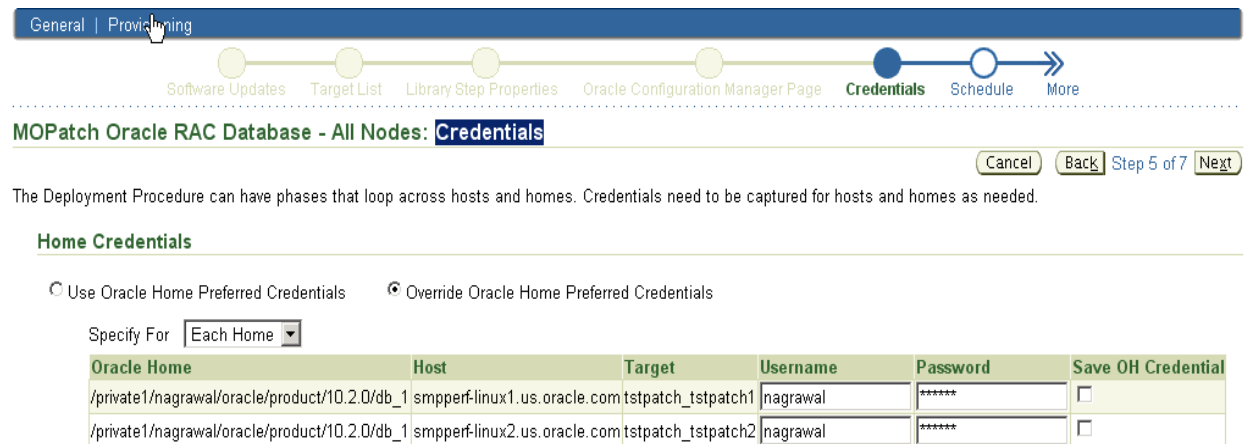 General | Provisioning
Software Updates Target List Library Step Properties Oracle Configuration Manager Page Credentials Schedule More
MOPatch Oracle RAC Database - All Nodes: Credentials
Cancel Back Step 5 of 7 Next
The Deployment Procedure can have phases that loop across hosts and homes. Credentials need to be captured for hosts and homes as needed.
Home Credentials
Use Oracle Home Preferred Credentials Override Oracle Home Preferred Credentials
Specify For Each Home
Oracle Home Host Target Username Password Save OH Credential
/private1/nagrawal/oracle/product/10.2.0/db_1 smpperf-linux1.us.oracle.com tstpatch_tstpatch1 nagrawal ******
/private1/nagrawal/oracle/product/10.2.0/db_1 smpperf-linux2.us.oracle.com tstpatch_tstpatch2 nagrawal ******